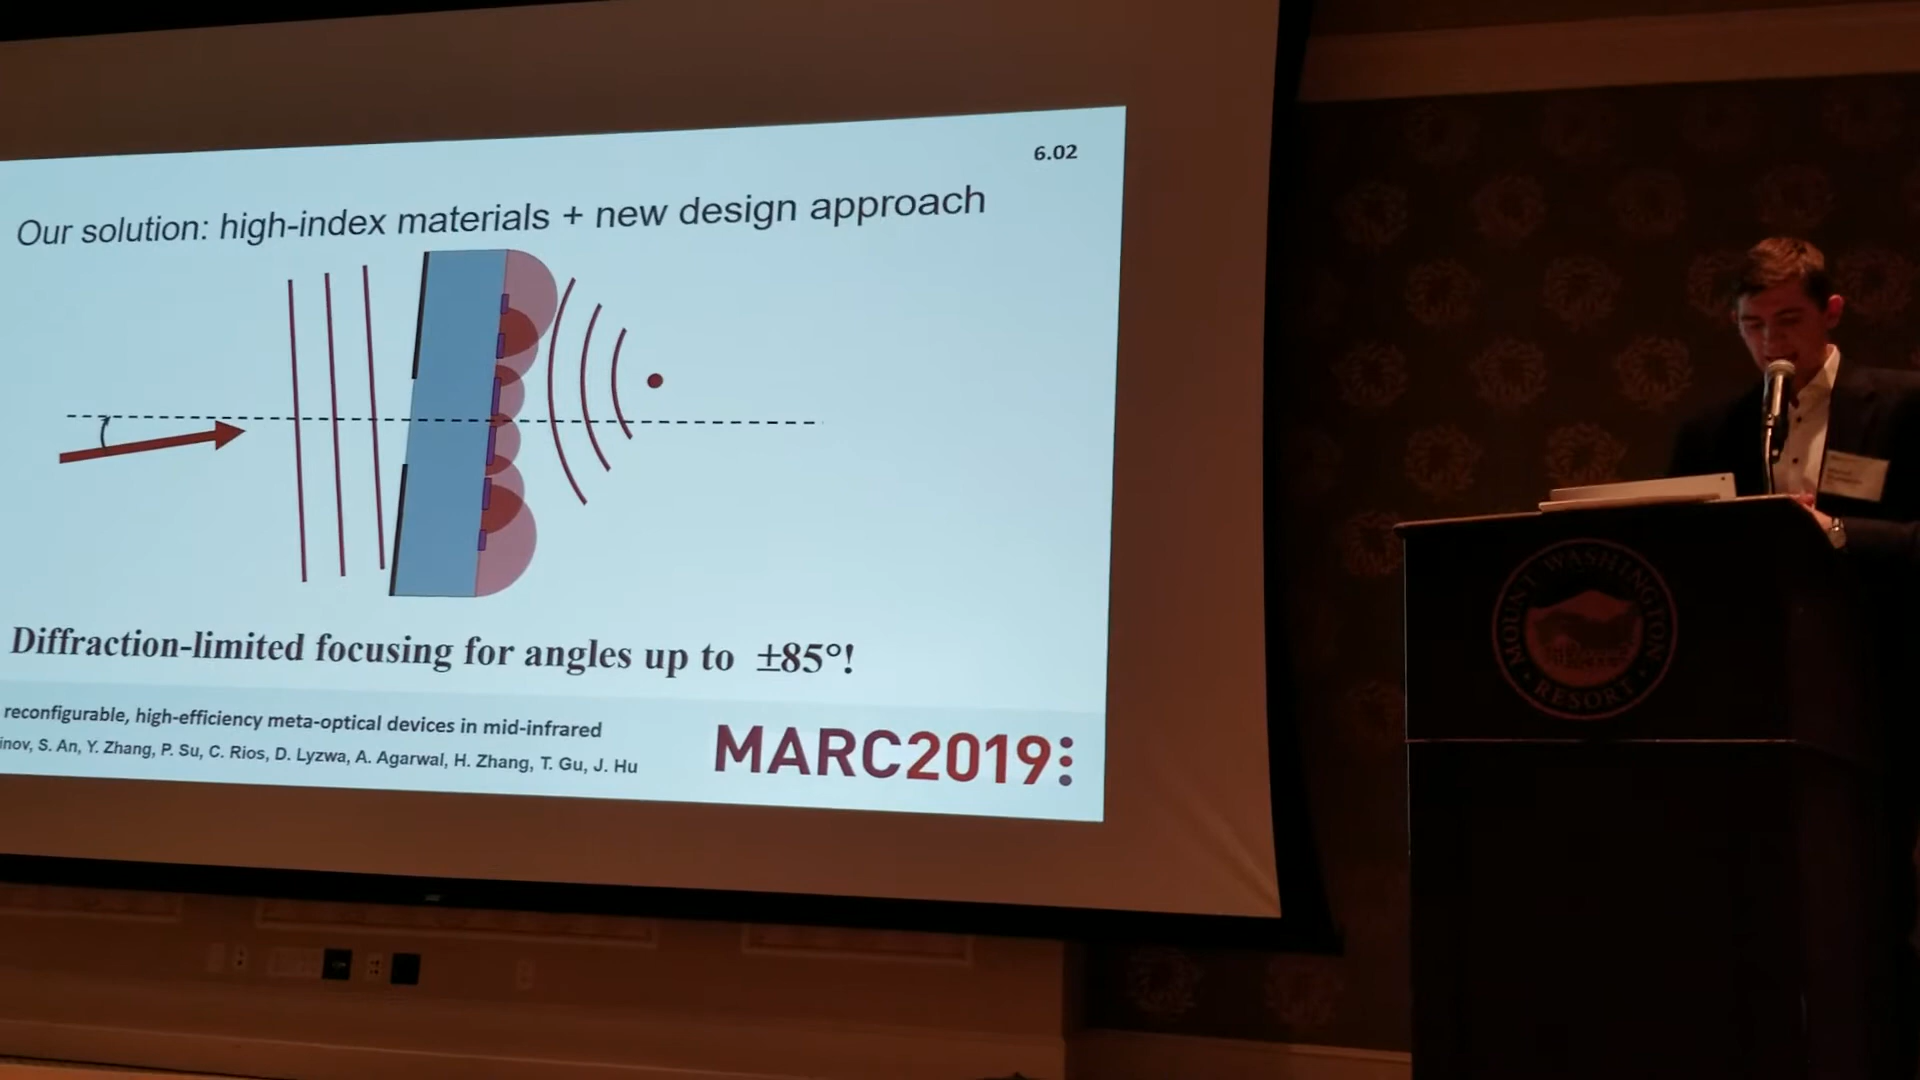 6.02
Our solution: high-index materials + new design approach
Diffraction-limited focusing for angles up to ±85°!
reconfigurable, high-efficiency meta-optical devices in mid-infrared
inov, S. An, Y. Zhang, P. Su, C. Rios, D. Lyzwa, A. Agarwal, H. Zhang, T. Gu, J. Hu
MARC2019
MOUNT WASHINGTON
RESORT